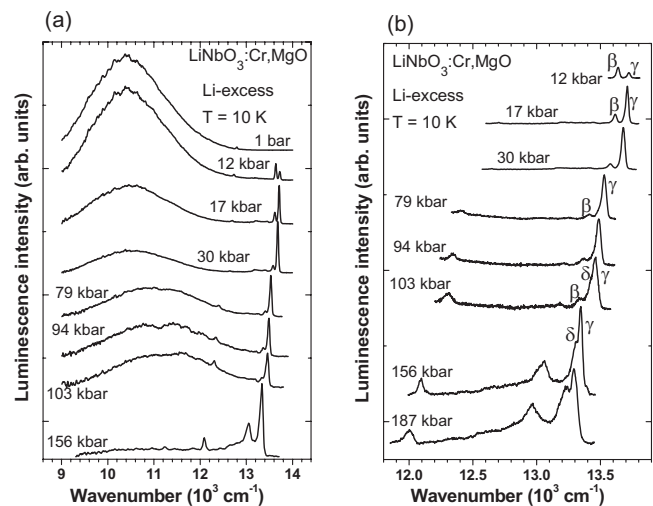 (a)
LiNbO₃:Cr,MgO
Li-excess
T = 10 K
1 bar
12 kbar
17 kbar
30 kbar
79 kbar
94 kbar
103 kbar
156 kbar
Luminescence intensity (arb. units)
9 10 11 12 13 14
Wavenumber (10³ cm⁻¹)
(b)
LiNbO₃:Cr,MgO
β γ
12 kbar
Li-excess
17 kbar
β γ
T = 10 K
30 kbar
79 kbar
β γ
94 kbar
103 kbar
β δ γ
156 kbar
δ γ
187 kbar
Luminescence intensity (arb. units)
12.0 12.5 13.0 13.5
Wavenumber (10³ cm⁻¹)